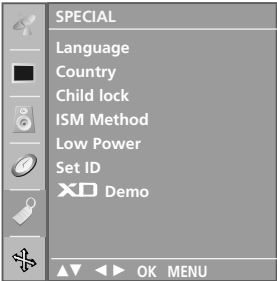 SPECIAL
Language
Country
Child lock
ISM Method
Low Power
Set ID
XD Demo
▲▼ ◄► OK MENU